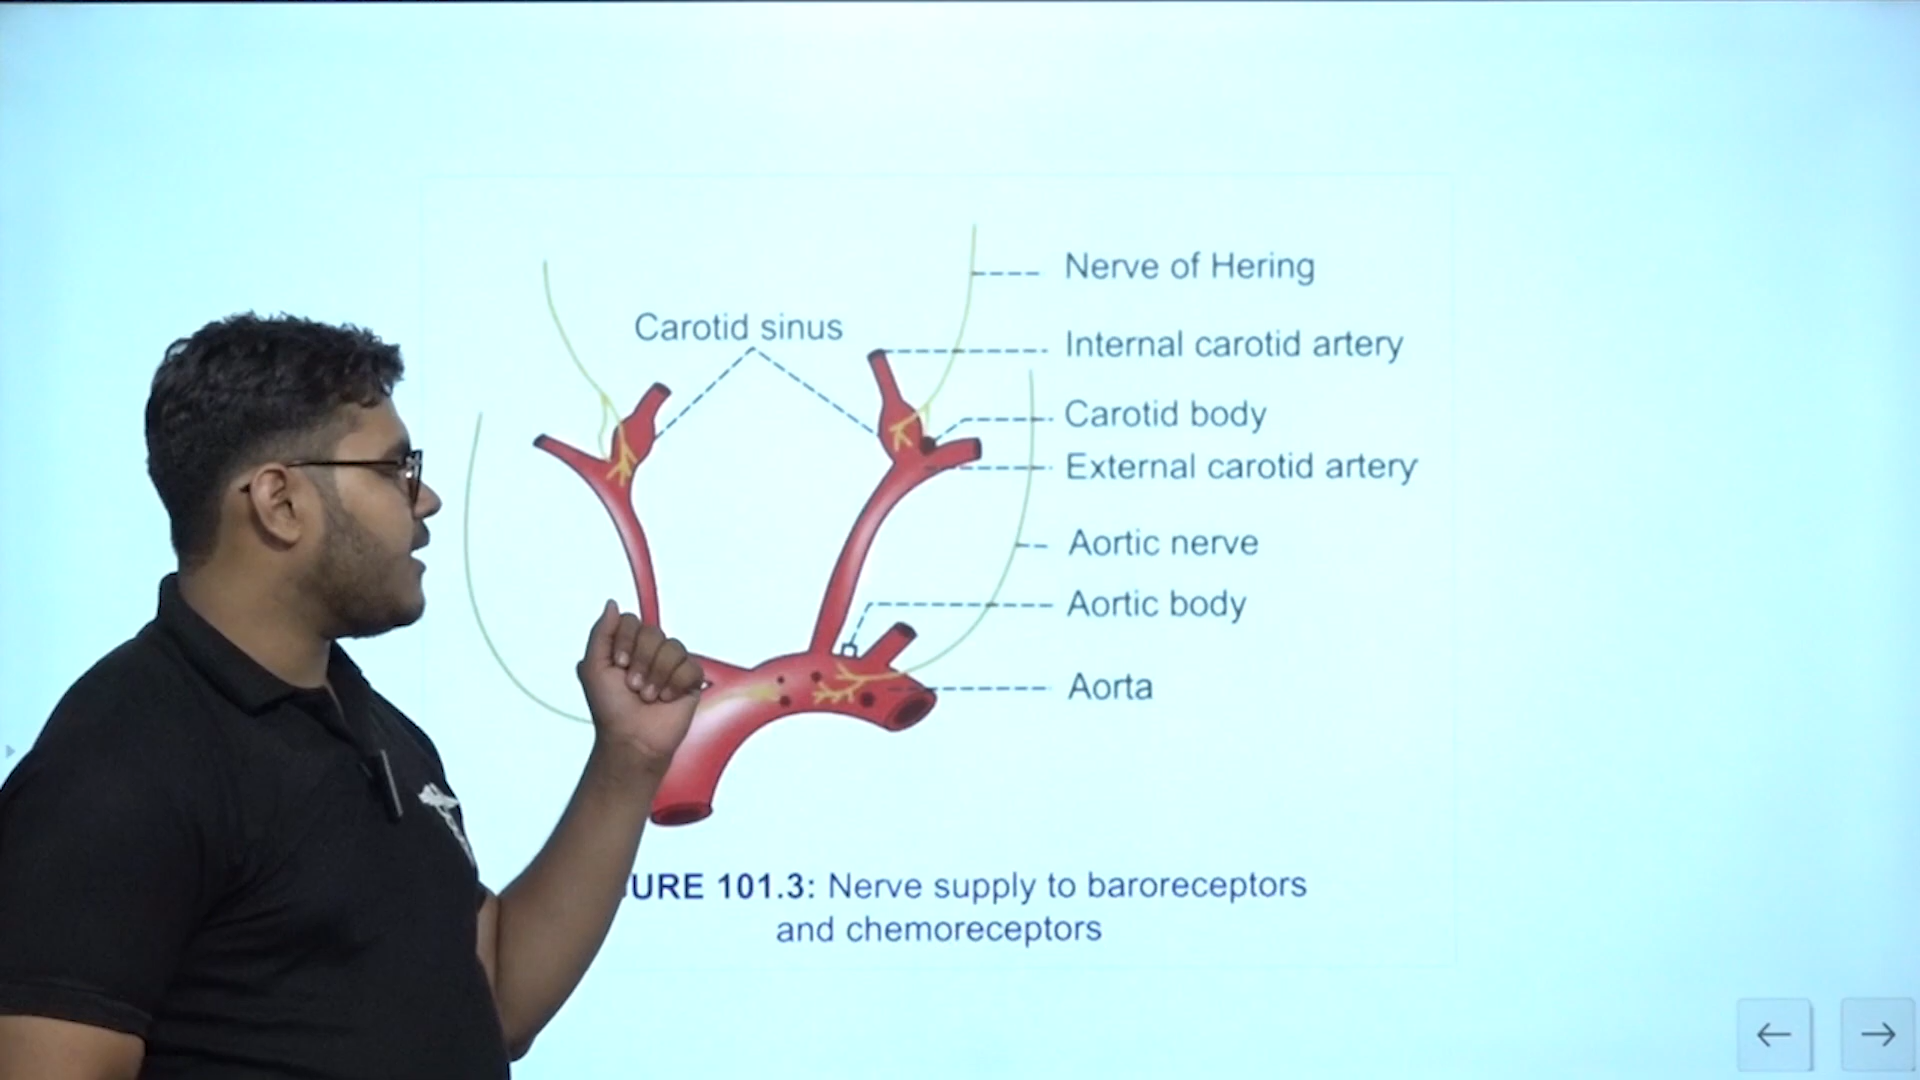 Nerve of Hering
Carotid sinus
Internal carotid artery
Carotid body
External carotid artery
Aortic nerve
Aortic body
Aorta
URE 101.3: Nerve supply to baroreceptors
and chemoreceptors